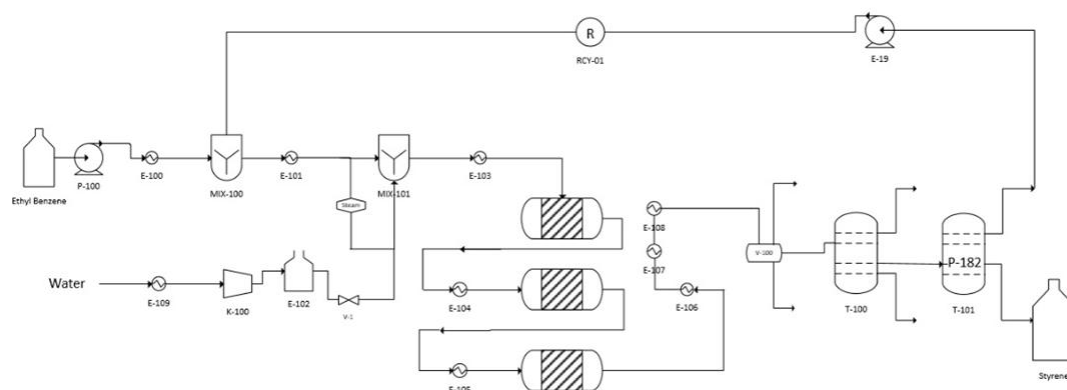 R
RCY-01
E-19
Ethyl Benzene
P-100
E-100
MIX-100
E-101
MIX-101
E-103
Steam
Water
E-109
K-100
E-102
V-1
E-104
E-105
E-108
E-107
E-106
V-100
T-100
P-182
T-101
Styrene